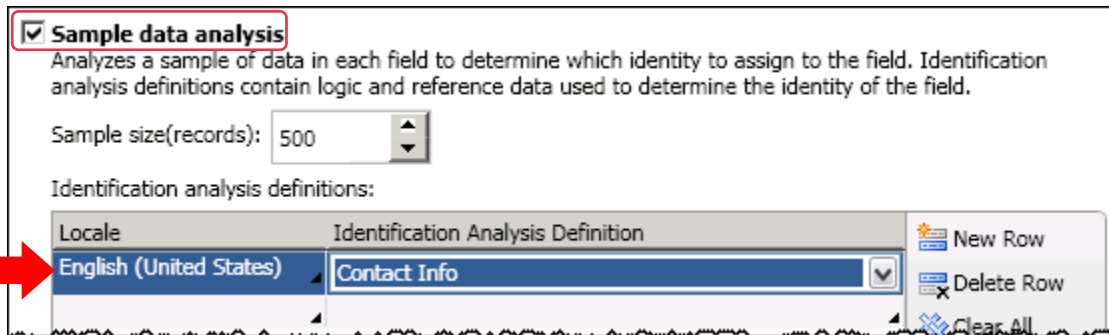 Sample data analysis
Analyzes a sample of data in each field to determine which identity to assign to the field. Identification
analysis definitions contain logic and reference data used to determine the identity of the field.
Sample size(records): 500
Identification analysis definitions:
Locale Identification Analysis Definition New Row
English (United States) Contact Info Delete Row
Clear All